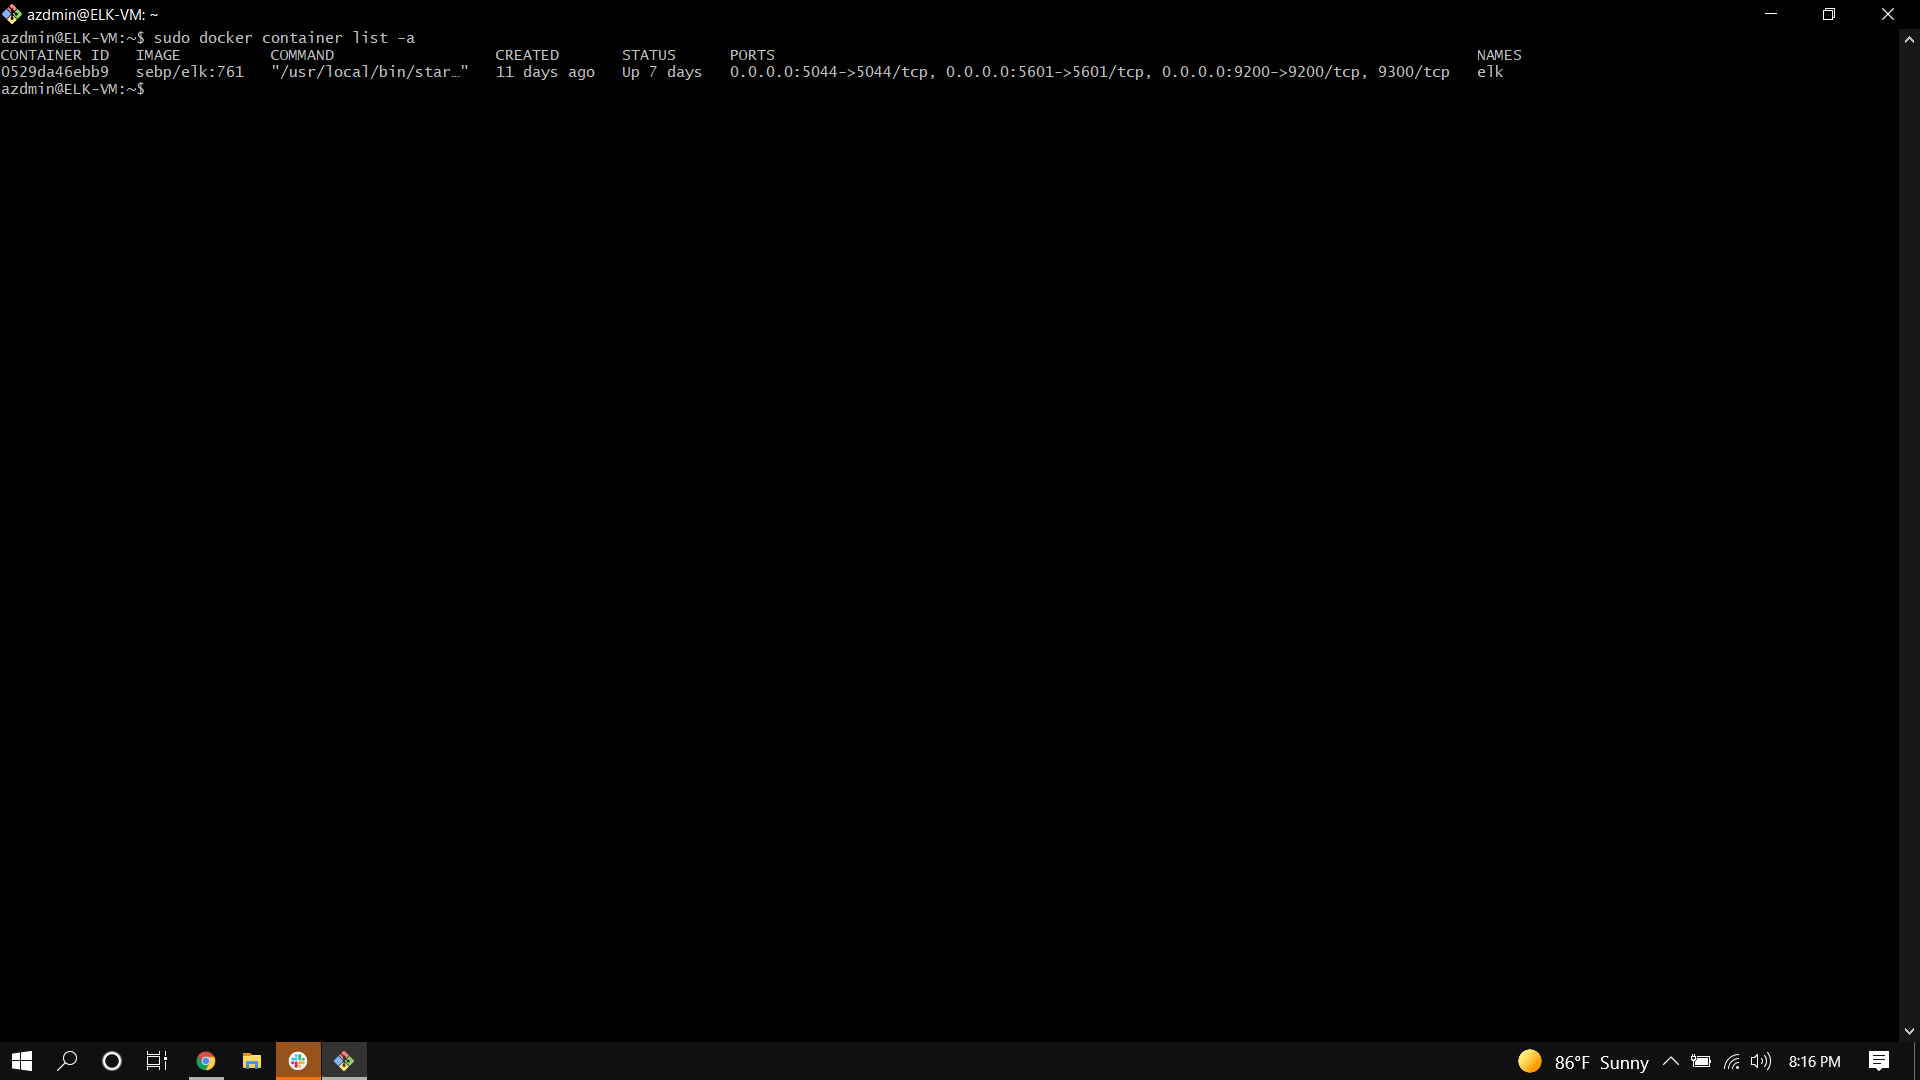 azdmin@ELK-VM: ~
azdmin@ELK-VM:~$ sudo docker container list -a
CONTAINER ID   IMAGE          COMMAND                  CREATED       STATUS      PORTS                                                                              NAMES
0529da46ebb9   sebp/elk:761   "/usr/local/bin/star…"   11 days ago   Up 7 days   0.0.0.0:5044->5044/tcp, 0.0.0.0:5601->5601/tcp, 0.0.0.0:9200->9200/tcp, 9300/tcp   elk
azdmin@ELK-VM:~$
86°F Sunny
8:16 PM